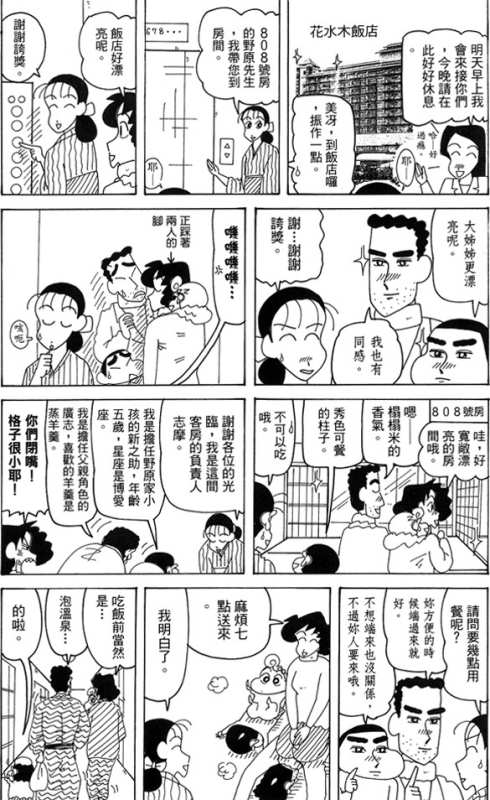 明天早上我
會來接你們
，今晚請在
此好好休息
花水木飯店
哈…好
過癮。
耶
美冴，到飯店囉
，振作一點。
808號房
的野原先生
，我帶您到
房間。
678…
耶
飯店好漂
亮呢。
謝謝誇獎。
大姊姊更漂
亮呢。
我也有
同感。
謝…謝謝
誇獎。
嘰嘰嘰嘰…
正踩著
兩人的
腳
808號房
哇，好
寬敞漂
亮的房
間哦。
嗯…
榻榻米的
香氣。
秀色可餐
的柱子。
不可以吃
哦。
謝謝各位的光
臨，我是這間
客房的負責人
志摩。
我是擔任野原家小
孩的新之助，年齡
五歲，星座是博愛
座。
我是擔任父親角色的
廣志，喜歡的羊羹是
蒸羊羹。
你們閉嘴！
格子很小耶！
請問要幾點用
餐呢？
妳方便的時
候端過來就
好。
不想端來也沒關係
不過妳人要來哦。
麻煩七
點送來
。
我明白了。
吃飯前當然
是…
泡溫泉…
的啦。